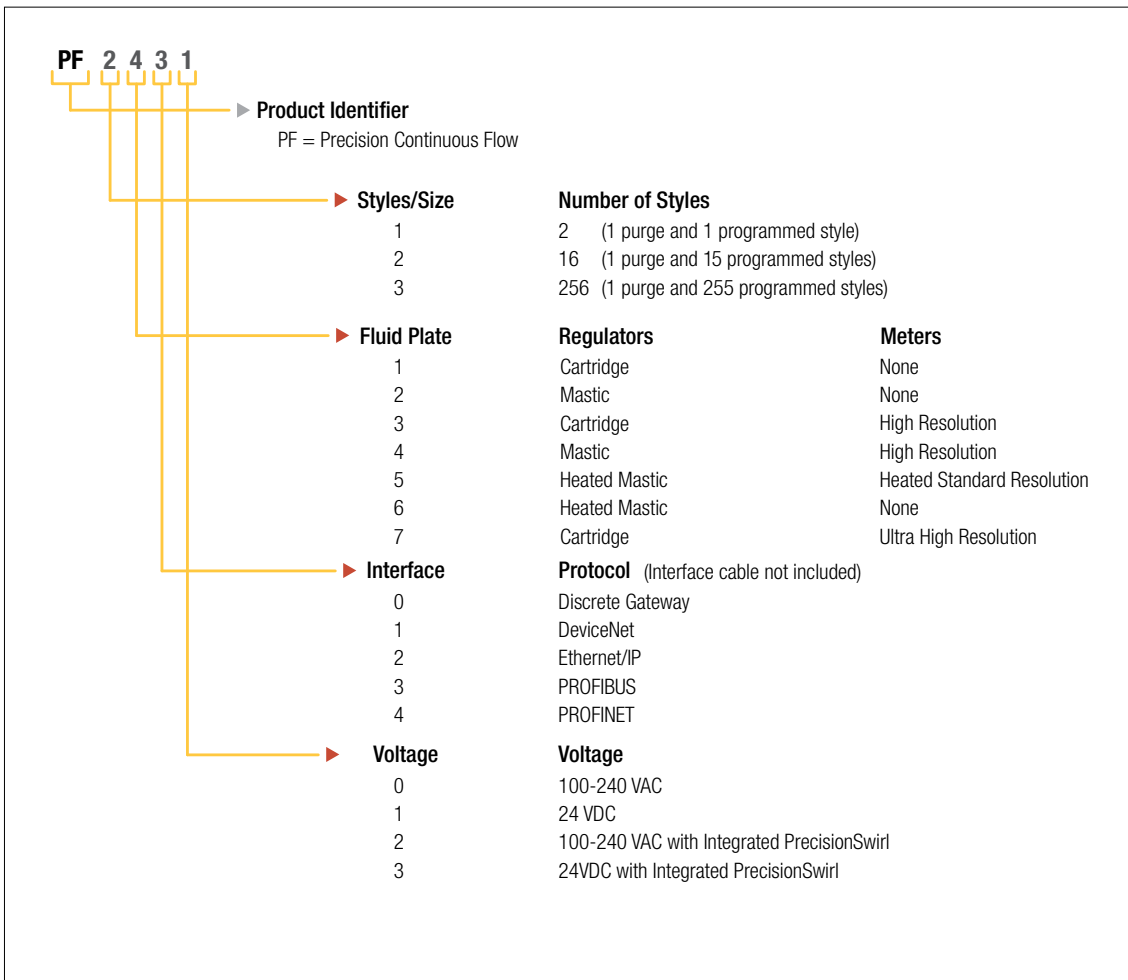 PF 2 4 3 1
Product Identifier
PF = Precision Continuous Flow
Styles/Size Number of Styles
1 2 (1 purge and 1 programmed style)
2 16 (1 purge and 15 programmed styles)
3 256 (1 purge and 255 programmed styles)
Fluid Plate Regulators Meters
1 Cartridge None
2 Mastic None
3 Cartridge High Resolution
4 Mastic High Resolution
5 Heated Mastic Heated Standard Resolution
6 Heated Mastic None
7 Cartridge Ultra High Resolution
Interface Protocol (Interface cable not included)
0 Discrete Gateway
1 DeviceNet
2 Ethernet/IP
3 PROFIBUS
4 PROFINET
Voltage Voltage
0 100-240 VAC
1 24 VDC
2 100-240 VAC with Integrated PrecisionSwirl
3 24VDC with Integrated PrecisionSwirl